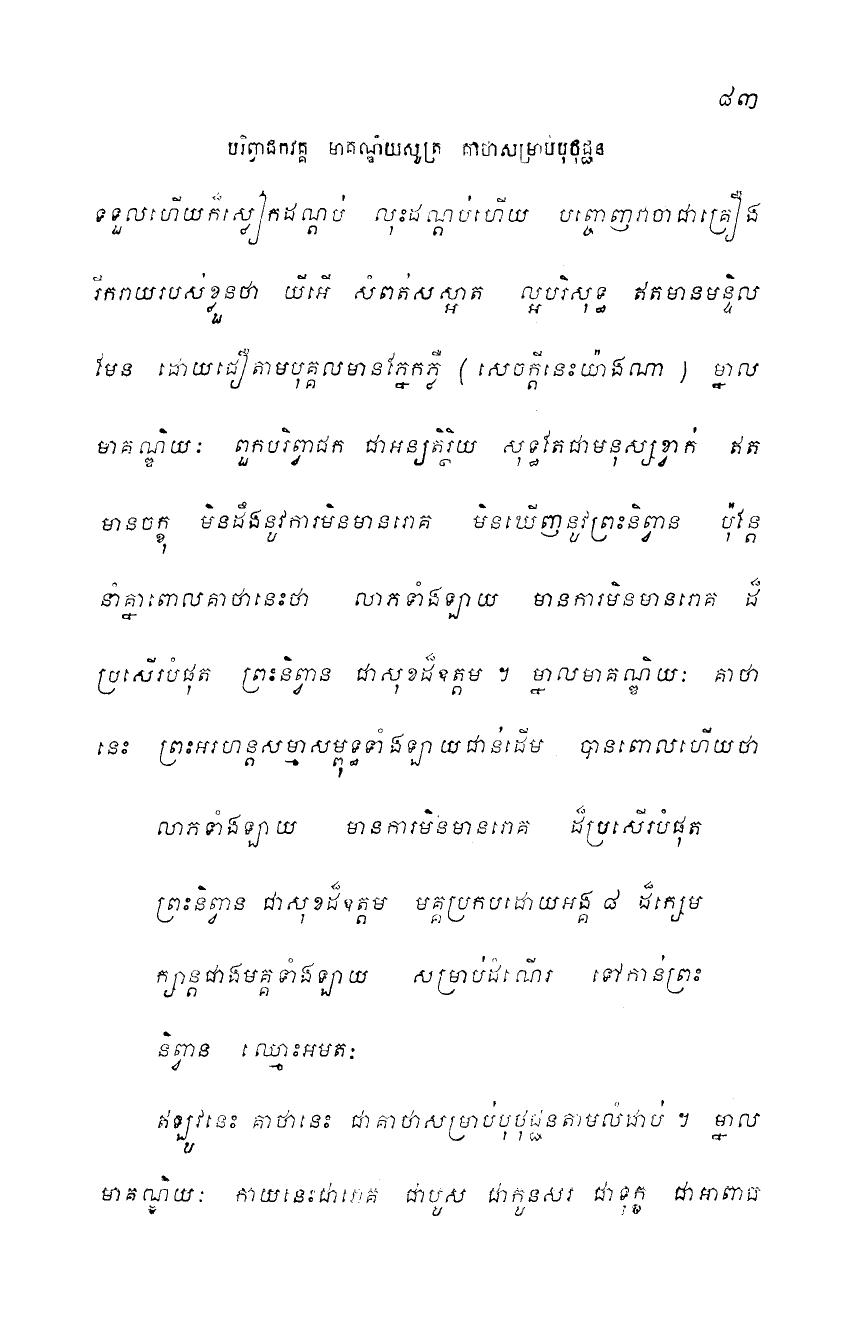 ៨៣
បរិព្វាជកវគ្គ មាគណ្ឌិយសូត្រ គាថាសម្រាប់បុថុជ្ជន
ទទួលហើយក៏ស្លៀកដណ្តប់ លុះដណ្តប់ហើយ បញ្ចេញវាចាជាគ្រឿង
រីករាយរបស់ខ្លួនថា យីអើ សំពត់សស្អាត ល្អបរិសុទ្ធ ឥតមានមន្ទិល
មែន ដោយជឿតាមបុគ្គលមានភ្នែកភ្លឺ ( សេចក្តីនេះយ៉ាងណា ) ម្នាល
មាគណ្ឌិយៈ ពួកបរិព្វាជក ជាអន្យតិរ្ថិយ សុទ្ធតែជាមនុស្សខ្វាក់ ឥត
មានចក្ខុ មិនដឹងនូវការមិនមានរោគ មិនឃើញនូវព្រះនិព្វាន ប៉ុន្តែ
នាំគ្នាពោលគាថានេះថា លាភទាំងឡាយ មានការមិនមានរោគ ដ៏
ប្រសើរបំផុត ព្រះនិព្វាន ជាសុខដ៏ឧត្តម ។ ម្នាលមាគណ្ឌិយៈ គាថា
នេះ ព្រះអរហន្តសម្មាសម្ពុទ្ធទាំងឡាយជាន់ដើម បានពោលហើយថា
លាភទាំងឡាយ មានការមិនមានរោគ ដ៏ប្រសើរបំផុត
ព្រះនិព្វាន ជាសុខដ៏ឧត្តម មគ្គប្រកបដោយអង្គ ៨ ដ៏ក្សេម
ក្សាន្តជាងមគ្គទាំងឡាយ សម្រាប់ដំណើរ ទៅកាន់ព្រះ
និព្វាន ឈ្មោះអមតៈ
ឥឡូវនេះ គាថានេះ ជាគាថាសម្រាប់បុថុជ្ជនតាមលំដាប់ ។ ម្នាល
មាគណ្ឌិយៈ កាយនេះជារោគ ជាបួស ជាកូនសរ ជាទុក្ខ ជាអាពាធ